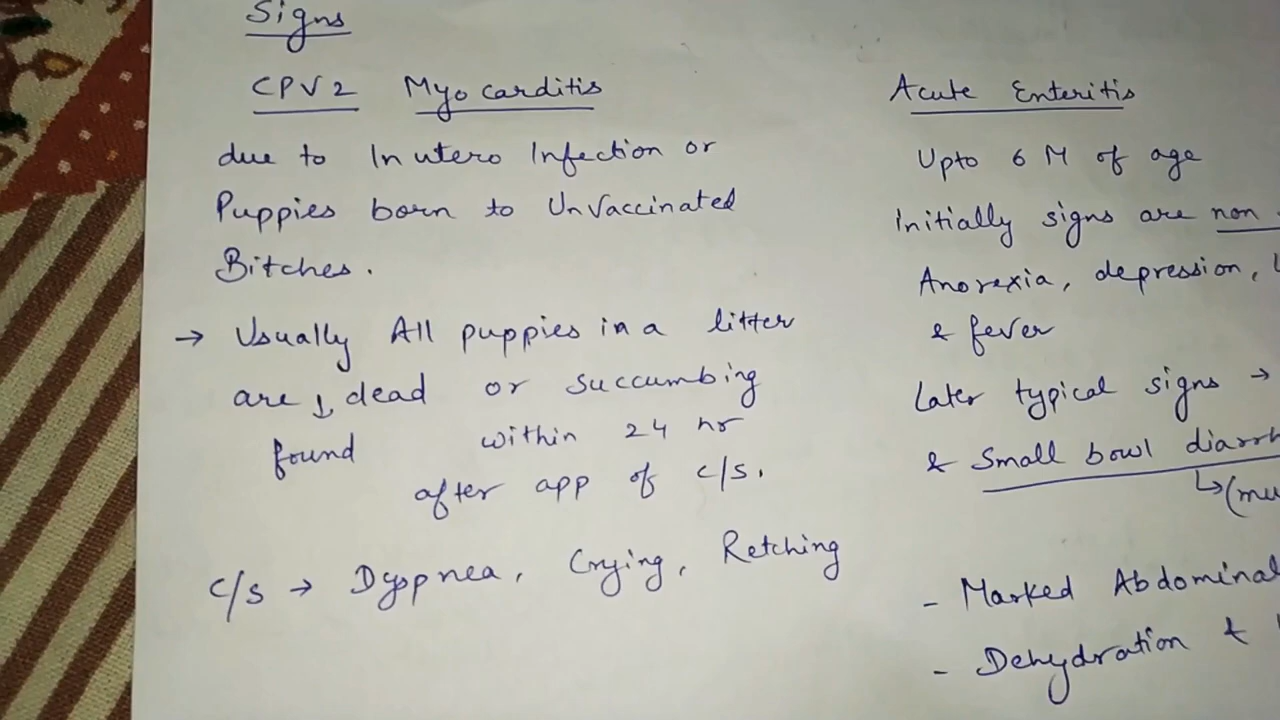 Signs
CPV2 Myocarditis
due to In utero Infection or
Puppies born to Unvaccinated
Bitches.
→ Usually All puppies in a litter
are ↓ dead or succumbing
found within 24 hr
after app of c/s.
c/s → Dyspnea, Crying, Retching
Acute Enteritis
Upto 6 M of age
initially signs are non
Anorexia, depression,
& fever
Later typical signs →
& Small bowl diarrh
↳ (mu
- Marked Abdominal
- Dehydration &